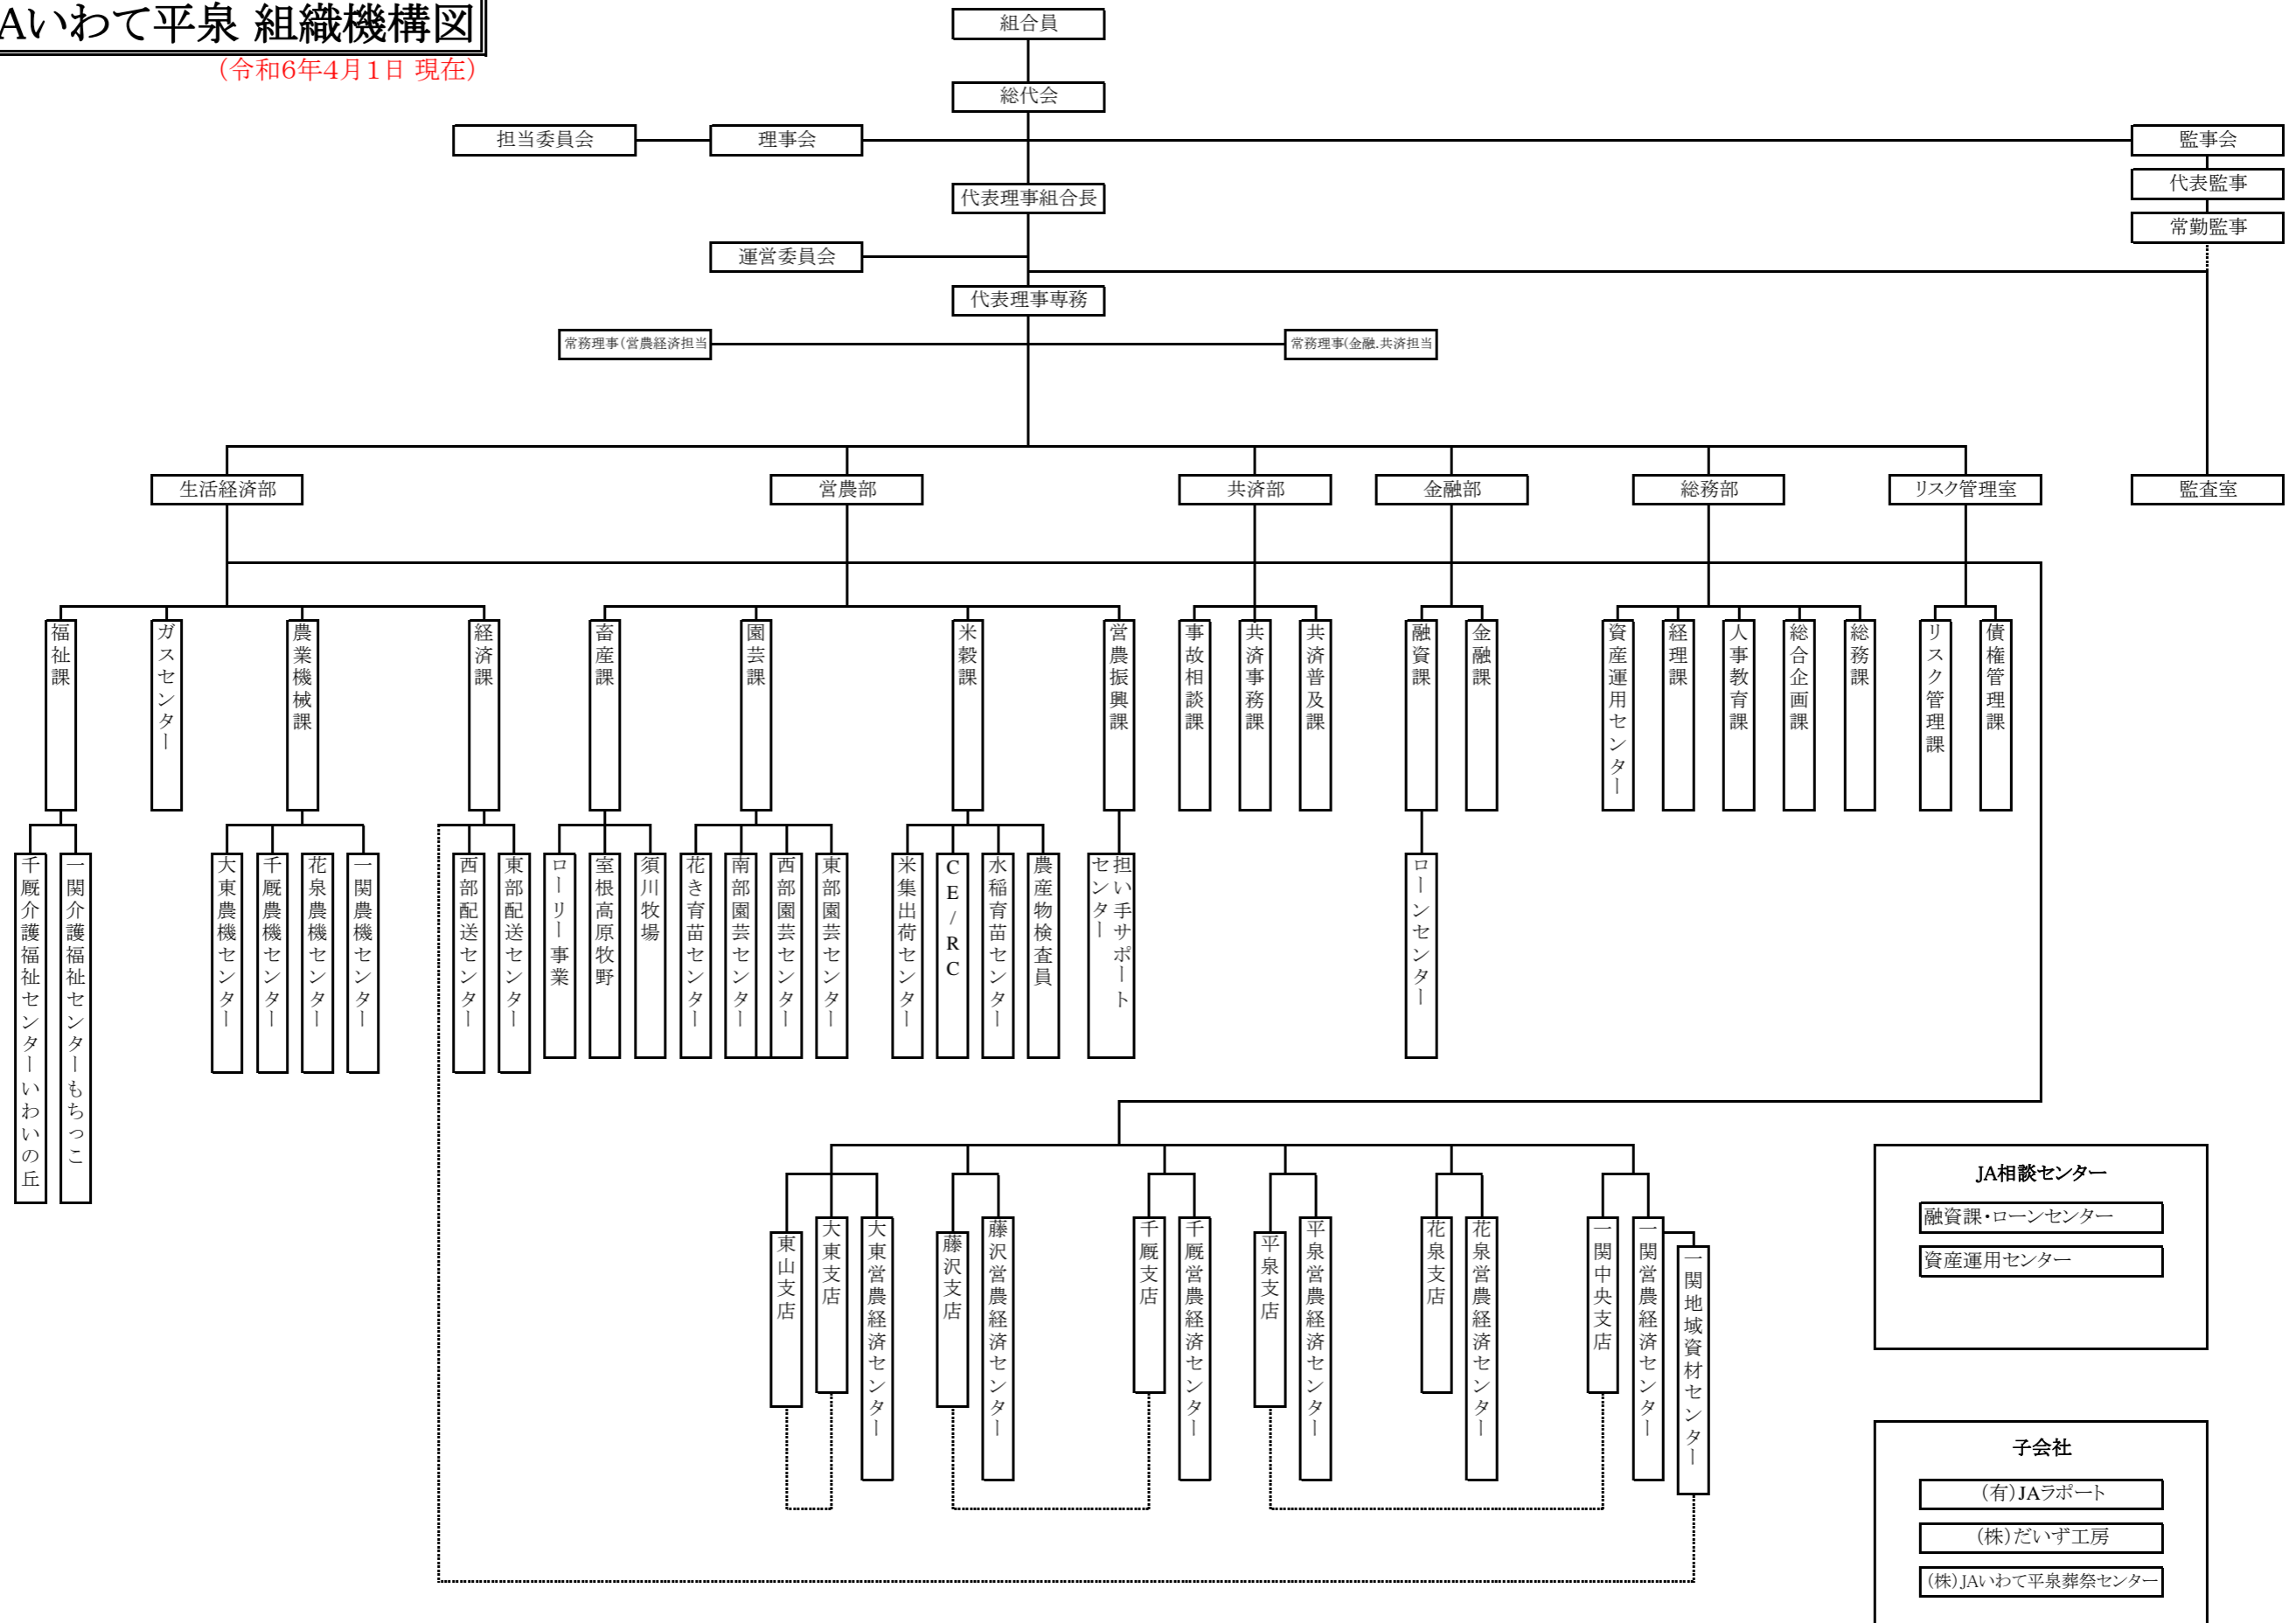 Aいわて平泉 組織機構図
（令和6年4月1日 現在）
組合員
総代会
担当委員会
理事会
監事会
代表監事
常勤監事
代表理事組合長
運営委員会
代表理事専務
常務理事（営農経済担当
常務理事(金融.共済担当
生活経済部
営農部
共済部
金融部
総務部
リスク管理室
監査室
福祉課
ガスセンター
農業機械課
経済課
畜産課
園芸課
米穀課
営農振興課
事故相談課
共済事務課
共済普及課
融資課
金融課
資産運用センター
経理課
人事教育課
総合企画課
総務課
リスク管理課
債権管理課
千厩介護福祉センターいわいの丘
一関介護福祉センターもちっこ
大東農機センター
千厩農機センター
花泉農機センター
一関農機センター
西部配送センター
東部配送センター
ローリー事業
室根高原牧野
須川牧場
花き育苗センター
南部園芸センター
西部園芸センター
東部園芸センター
米集出荷センター
CE/RC
水稲育苗センター
農産物検査員
担い手サポート
センター
ローンセンター
東山支店
大東支店
大東営農経済センター
藤沢支店
藤沢営農経済センター
千厩支店
千厩営農経済センター
平泉支店
平泉営農経済センター
花泉支店
花泉営農経済センター
一関中央支店
一関営農経済センター
一関地域資材センター
JA相談センター
融資課・ローンセンター
資産運用センター
子会社
（有）JAラポート
（株）だいず工房
（株）JAいわて平泉葬祭センター